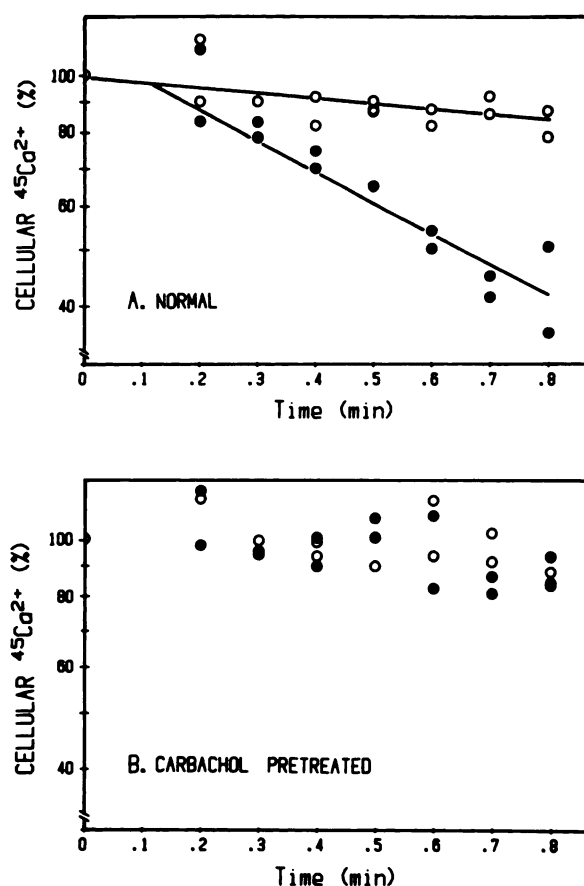 CELLULAR ⁴⁵Ca²⁺ (%)
100
80
60
40
A. NORMAL
0 .1 .2 .3 .4 .5 .6 .7 .8
Time (min)
CELLULAR ⁴⁵Ca²⁺ (%)
100
80
60
40
B. CARBACHOL PRETREATED
0 .1 .2 .3 .4 .5 .6 .7 .8
Time (min)